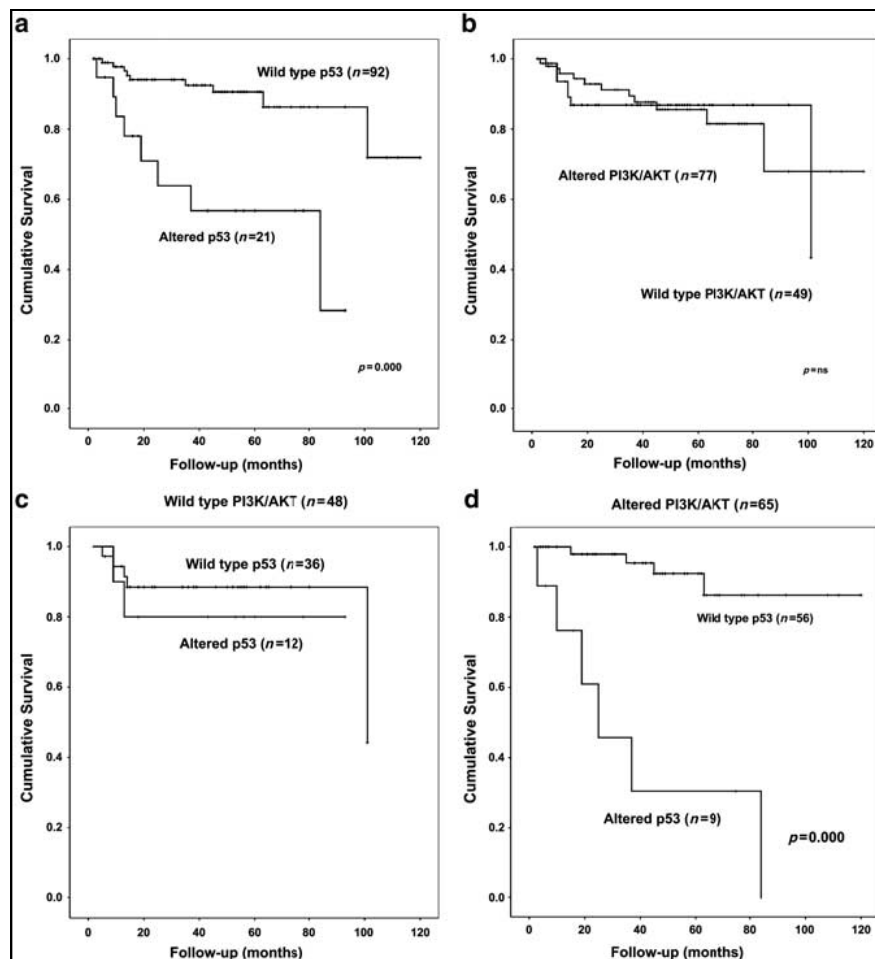 a
Cumulative Survival
1.0
0.8
0.6
0.4
0.2
0.0
Wild type p53 (n=92)
Altered p53 (n=21)
p=0.000
0 20 40 60 80 100 120
Follow-up (months)
b
Cumulative Survival
1.0
0.8
0.6
0.4
0.2
0.0
Altered PI3K/AKT (n=77)
Wild type PI3K/AKT (n=49)
p=ns
0 20 40 60 80 100 120
Follow-up (months)
c
Wild type PI3K/AKT (n=48)
Cumulative Survival
1.0
0.8
0.6
0.4
0.2
0.0
Wild type p53 (n=36)
Altered p53 (n=12)
0 20 40 60 80 100 120
Follow-up (months)
d
Altered PI3K/AKT (n=65)
Cumulative Survival
1.0
0.8
0.6
0.4
0.2
0.0
Wild type p53 (n=56)
Altered p53 (n=9)
p=0.000
0 20 40 60 80 100 120
Follow-up (months)